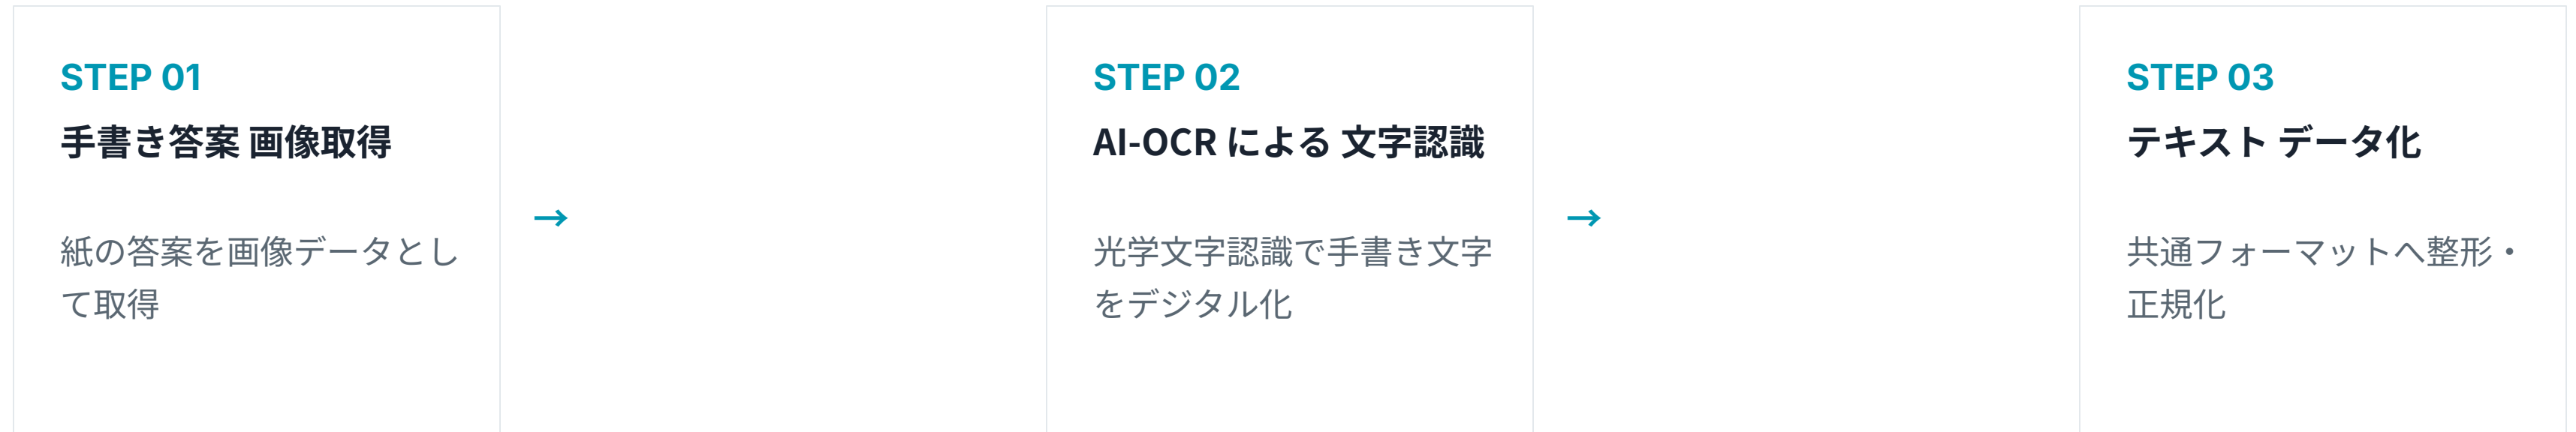 STEP 01
手書き答案 画像取得
紙の答案を画像データとし
て取得
→
STEP 02
AI-OCR による 文字認識
光学文字認識で手書き文字
をデジタル化
→
STEP 03
テキスト データ化
共通フォーマットへ整形・
正規化